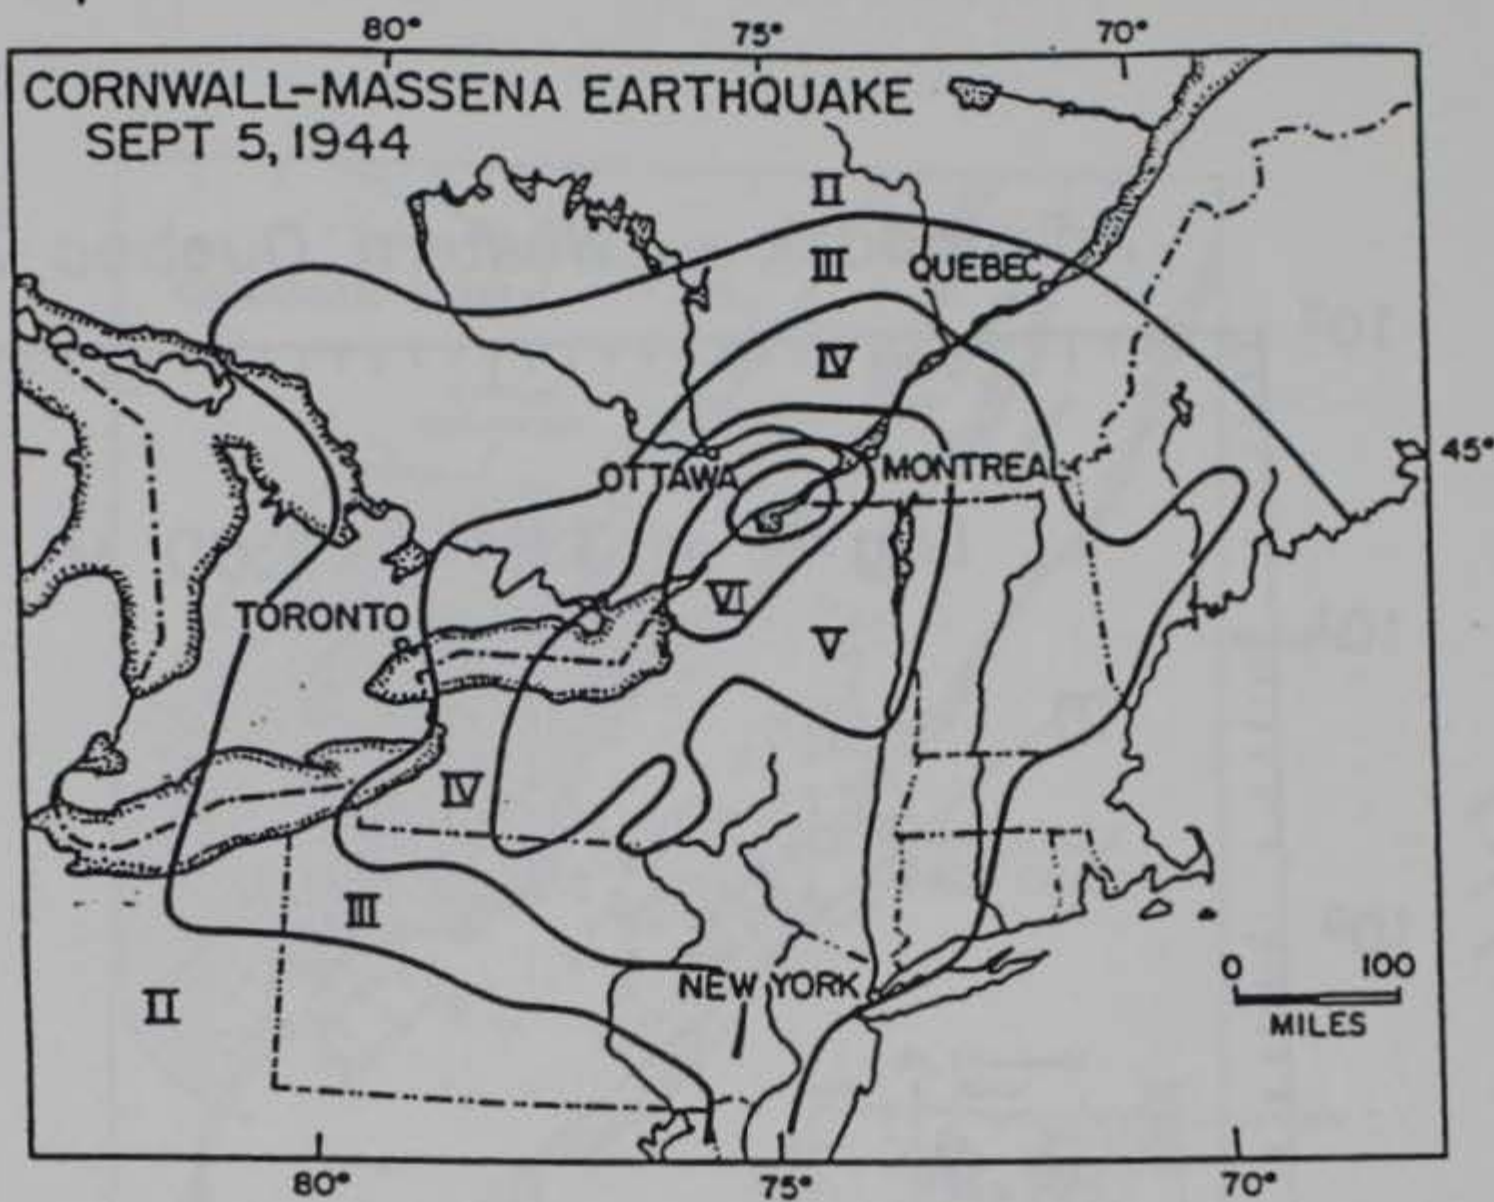 80° 75° 70°
CORNWALL-MASSENA EARTHQUAKE
SEPT 5, 1944
II
III QUEBEC
IV
OTTAWA MONTREAL 45°
VI
TORONTO V
IV
III
NEW YORK 0 100
II MILES
80° 75° 70°